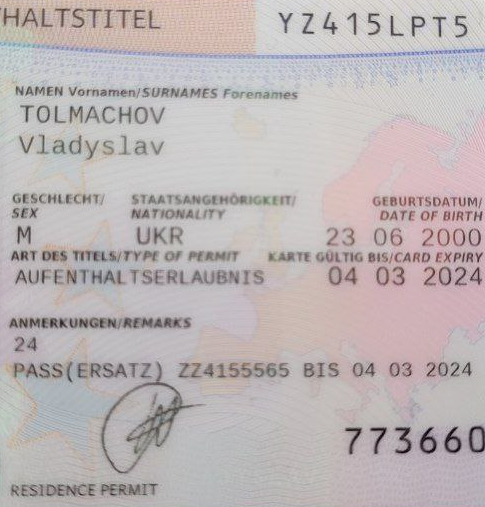 HALTSTITEL YZ415LPT5
NAMEN Vornamen/SURNAMES Forenames
TOLMACHOV
Vladyslav
GESCHLECHT/ STAATSANGEHÖRIGKEIT/ GEBURTSDATUM/
SEX NATIONALITY DATE OF BIRTH
M UKR 23 06 2000
ART DES TITELS/TYPE OF PERMIT KARTE GÜLTIG BIS/CARD EXPIRY
AUFENTHALTSERLAUBNIS 04 03 2024
ANMERKUNGEN/REMARKS
24
PASS(ERSATZ) ZZ4155565 BIS 04 03 2024
773660
RESIDENCE PERMIT